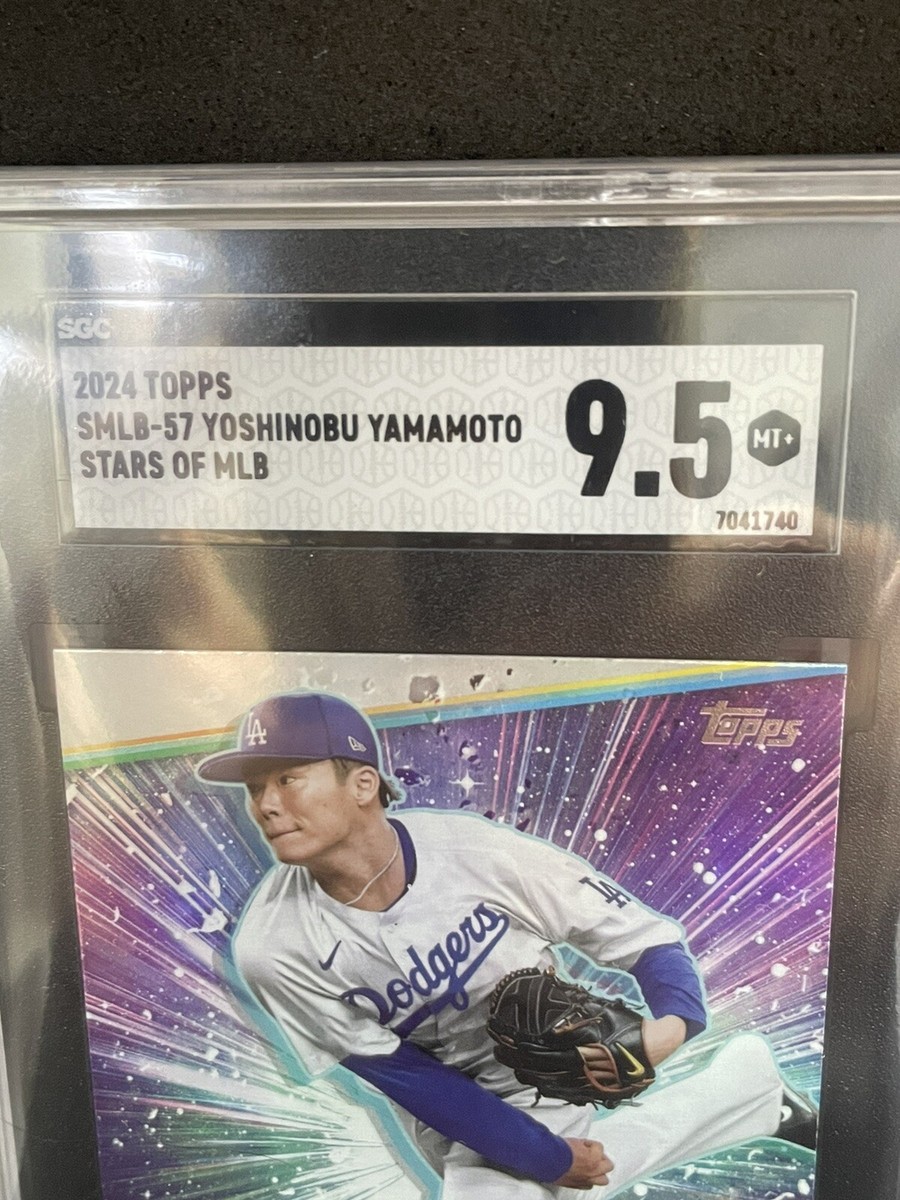 SGC
2024 TOPPS
SMLB-57 YOSHINOBU YAMAMOTO
STARS OF MLB
9.5
MT+
7041740
topps
LA
LA
Dodgers